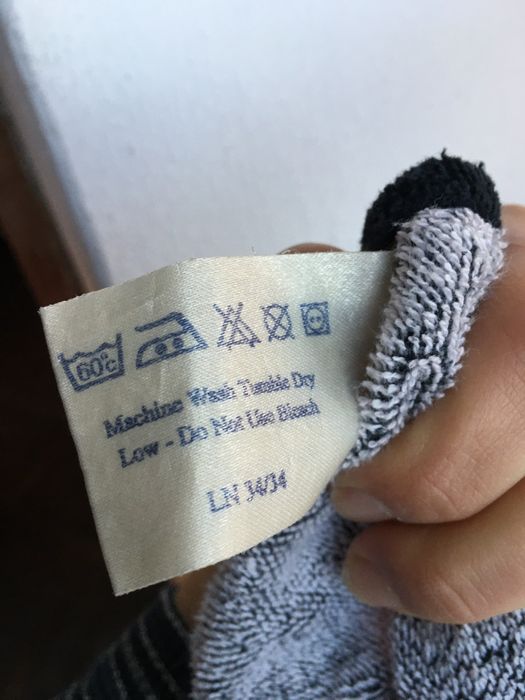 60°c
Machine Wash Tumble Dry
Low - Do Not Use Bleach
LN 3434